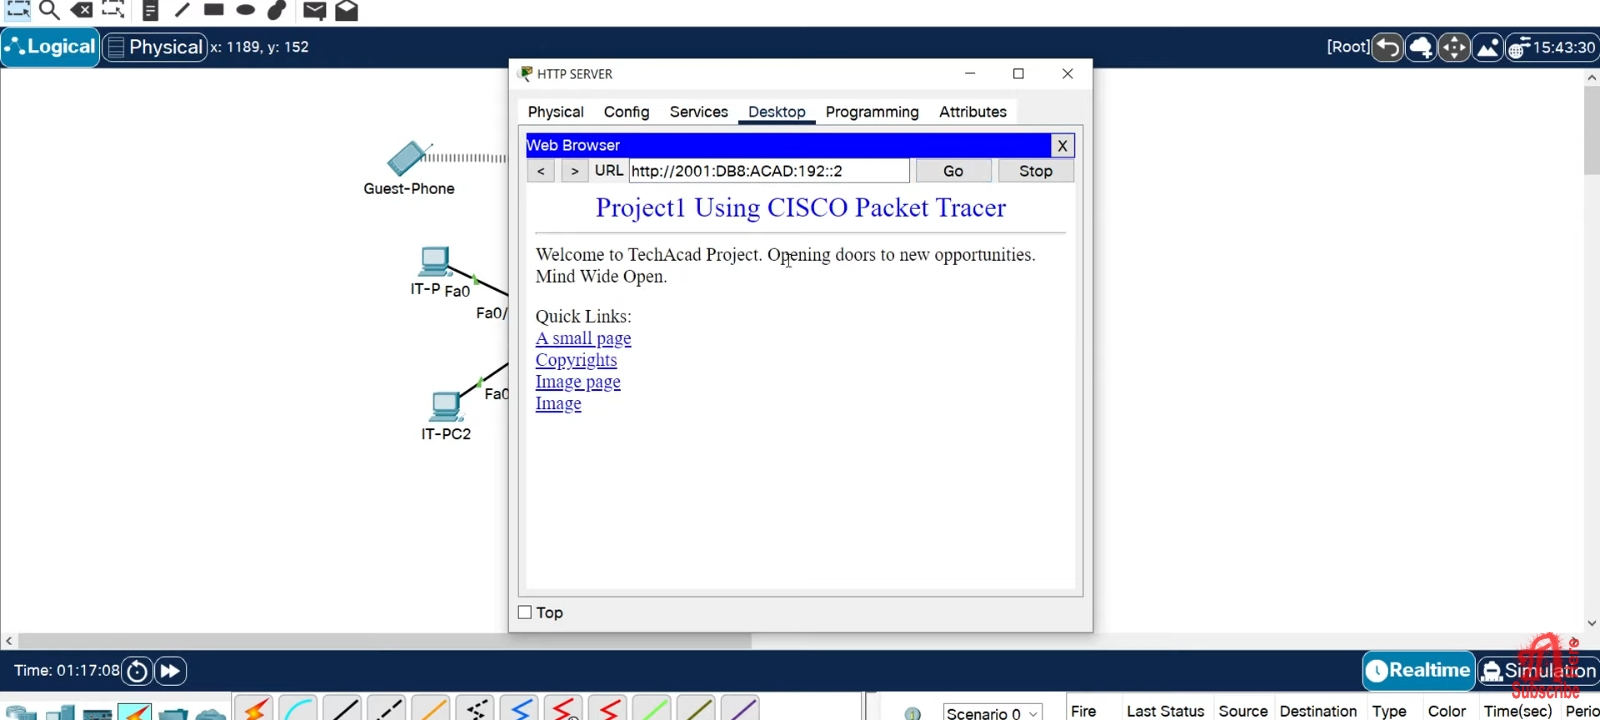 Logical
Physical x: 1189, y: 152
[Root]
15:43:30
HTTP SERVER
Physical Config Services Desktop Programming Attributes
Web Browser X
< > URL http://2001:DB8:ACAD:192::2 Go Stop
Project1 Using CISCO Packet Tracer
Welcome to TechAcad Project. Opening doors to new opportunities.
Mind Wide Open.
Quick Links:
A small page
Copyrights
Image page
Image
Top
Guest-Phone
IT-P Fa0
Fa0/
Fa0
IT-PC2
Time: 01:17:08
Realtime
Simulation
Subscribe
Here
Scenario 0
Fire Last Status Source Destination Type Color Time(sec) Perio